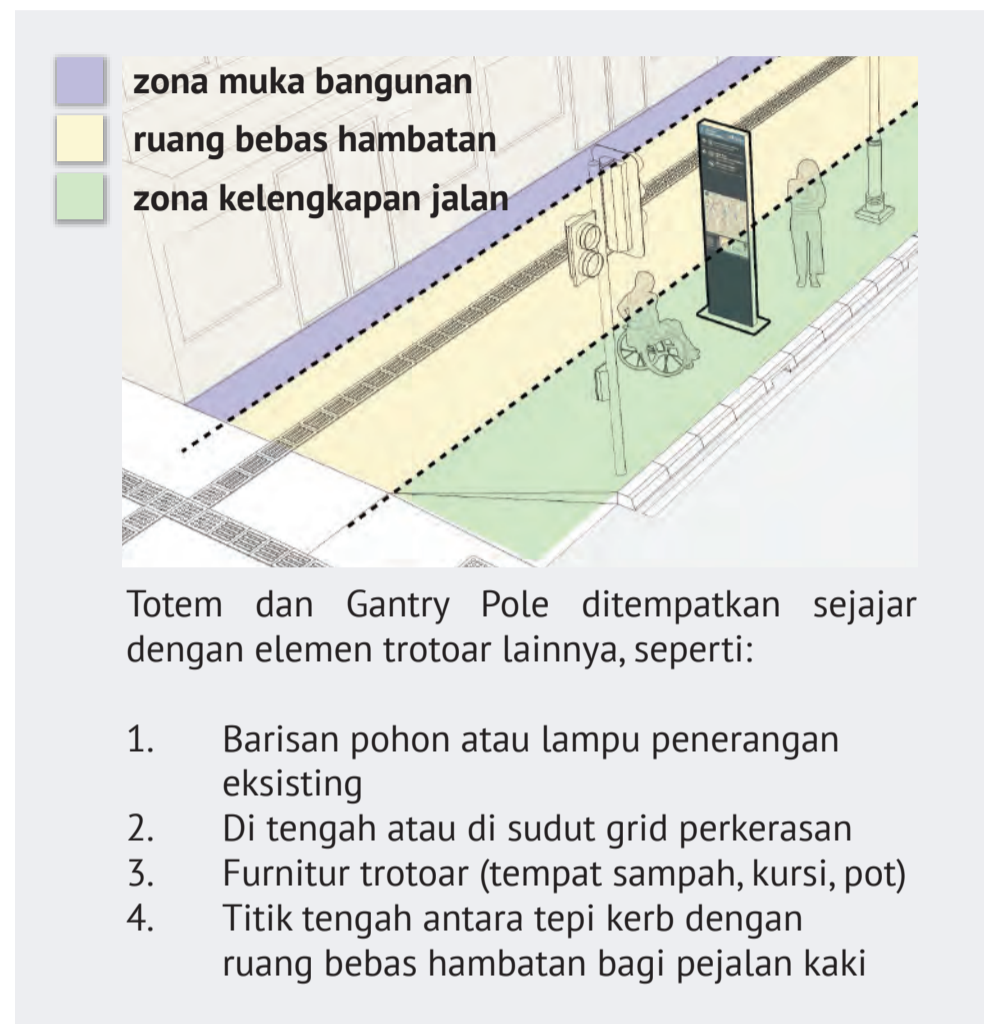 zona muka bangunan
ruang bebas hambatan
zona kelengkapan jalan
Totem dan Gantry Pole ditempatkan sejajar
dengan elemen trotoar lainnya, seperti:
1. Barisan pohon atau lampu penerangan
eksisting
2. Di tengah atau di sudut grid perkerasan
3. Furnitur trotoar (tempat sampah, kursi, pot)
4. Titik tengah antara tepi kerb dengan
ruang bebas hambatan bagi pejalan kaki